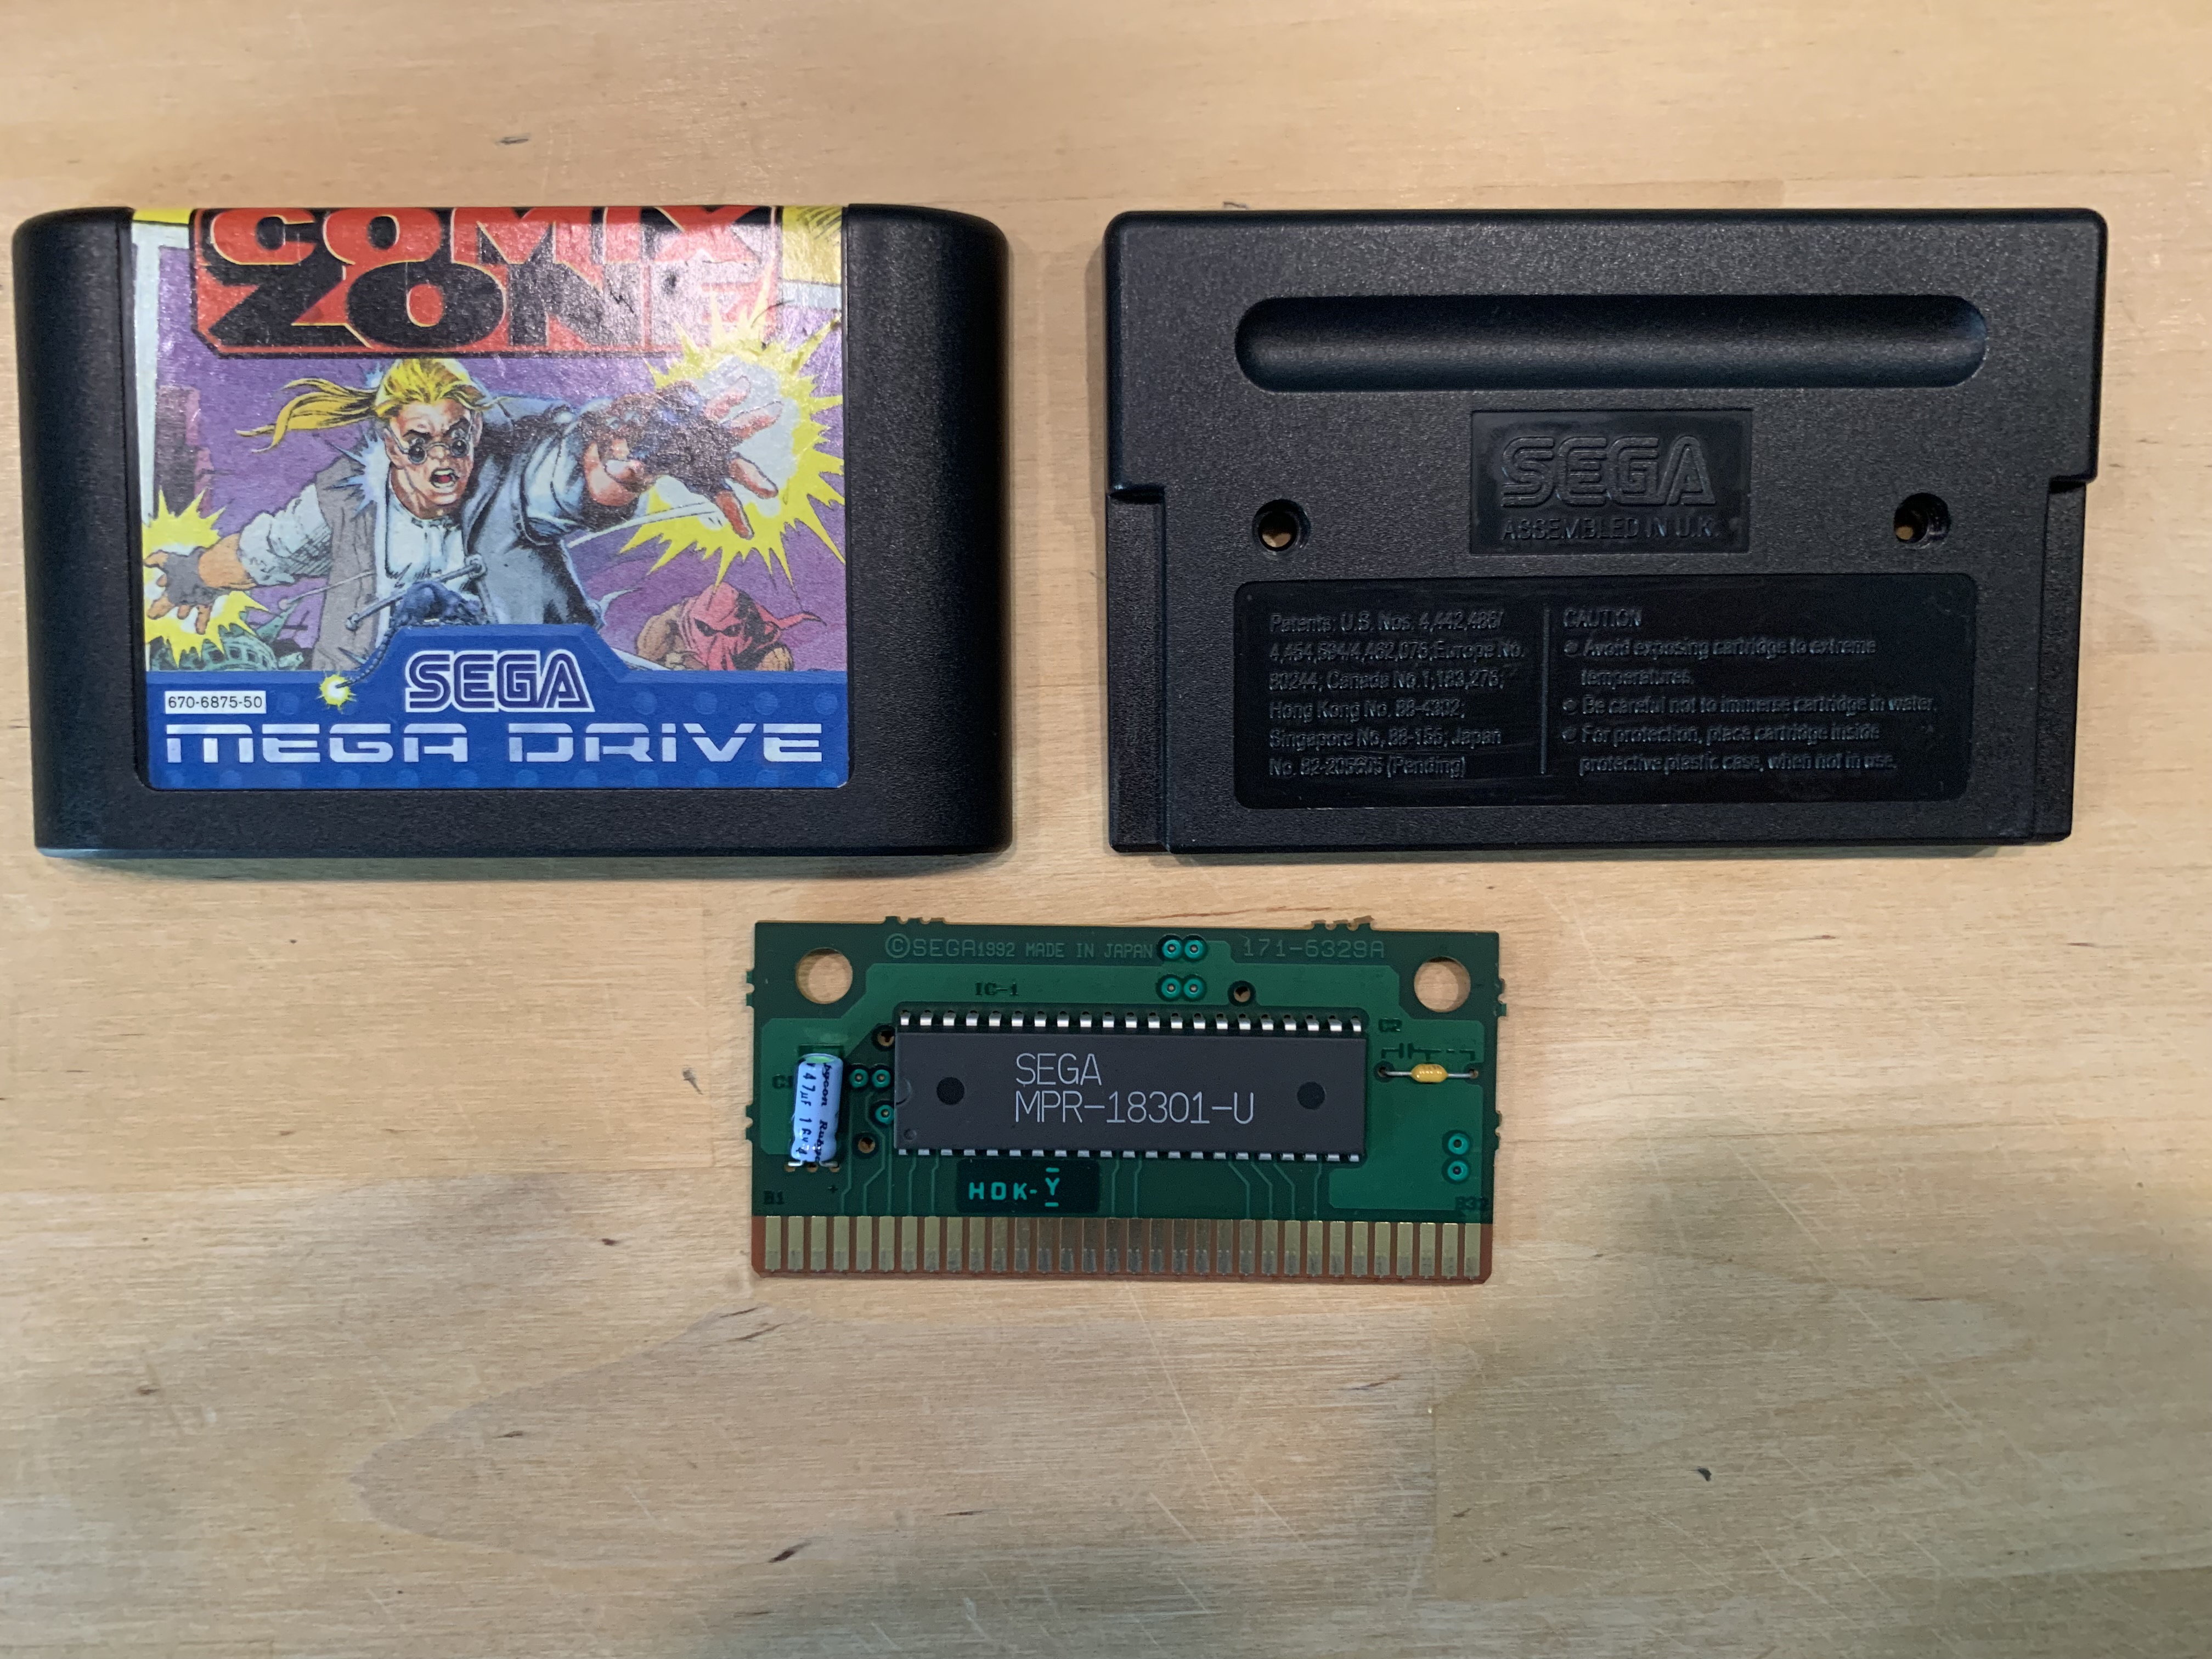 COMIX
ZONE
SEGA
670-6875-50
MEGA DRIVE
SEGA
ASSEMBLED IN U.K.
Patents: U.S. Nos. 4,442,486/
4,454,594/4,462,076; Europe No.
80244; Canada No. 1,183,276;
Hong Kong No. 88-4302;
Singapore No. 88-155; Japan
No. 82-205605 (Pending)
CAUTION
Avoid exposing cartridge to extreme
temperatures.
Be careful not to immerse cartridge in water.
For protection, place cartridge inside
protective plastic case, when not in use.
©SEGA1992 MADE IN JAPAN
171-6329A
IC-1
C2
C1
47µF 16V
SEGA
MPR-18301-U
HOK-Y
B1
+
B32